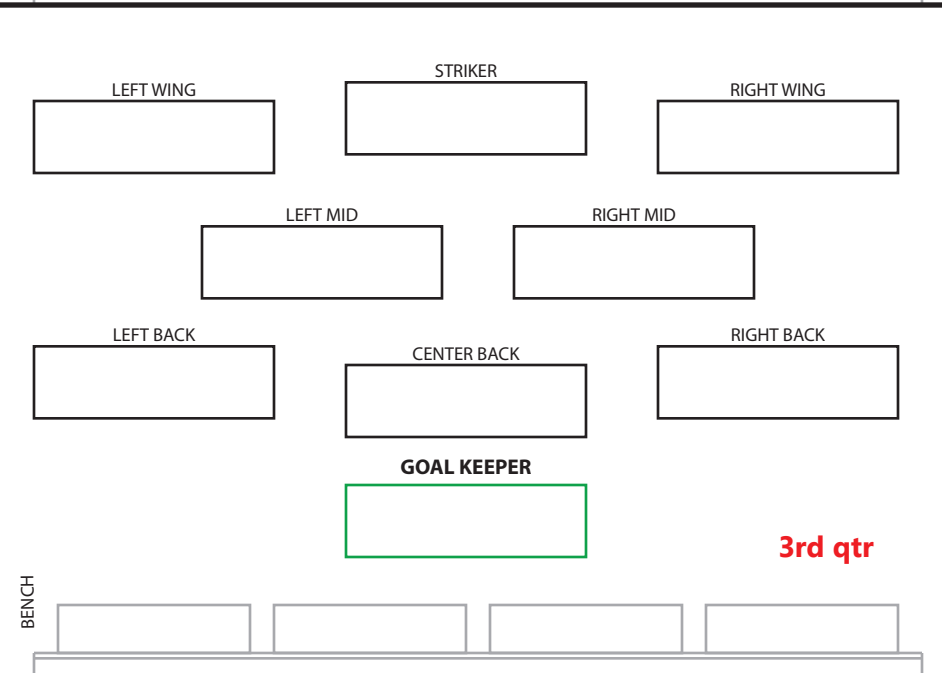 STRIKER
LEFT WING
RIGHT WING
LEFT MID
RIGHT MID
LEFT BACK
RIGHT BACK
CENTER BACK
GOAL KEEPER
3rd qtr
BENCH